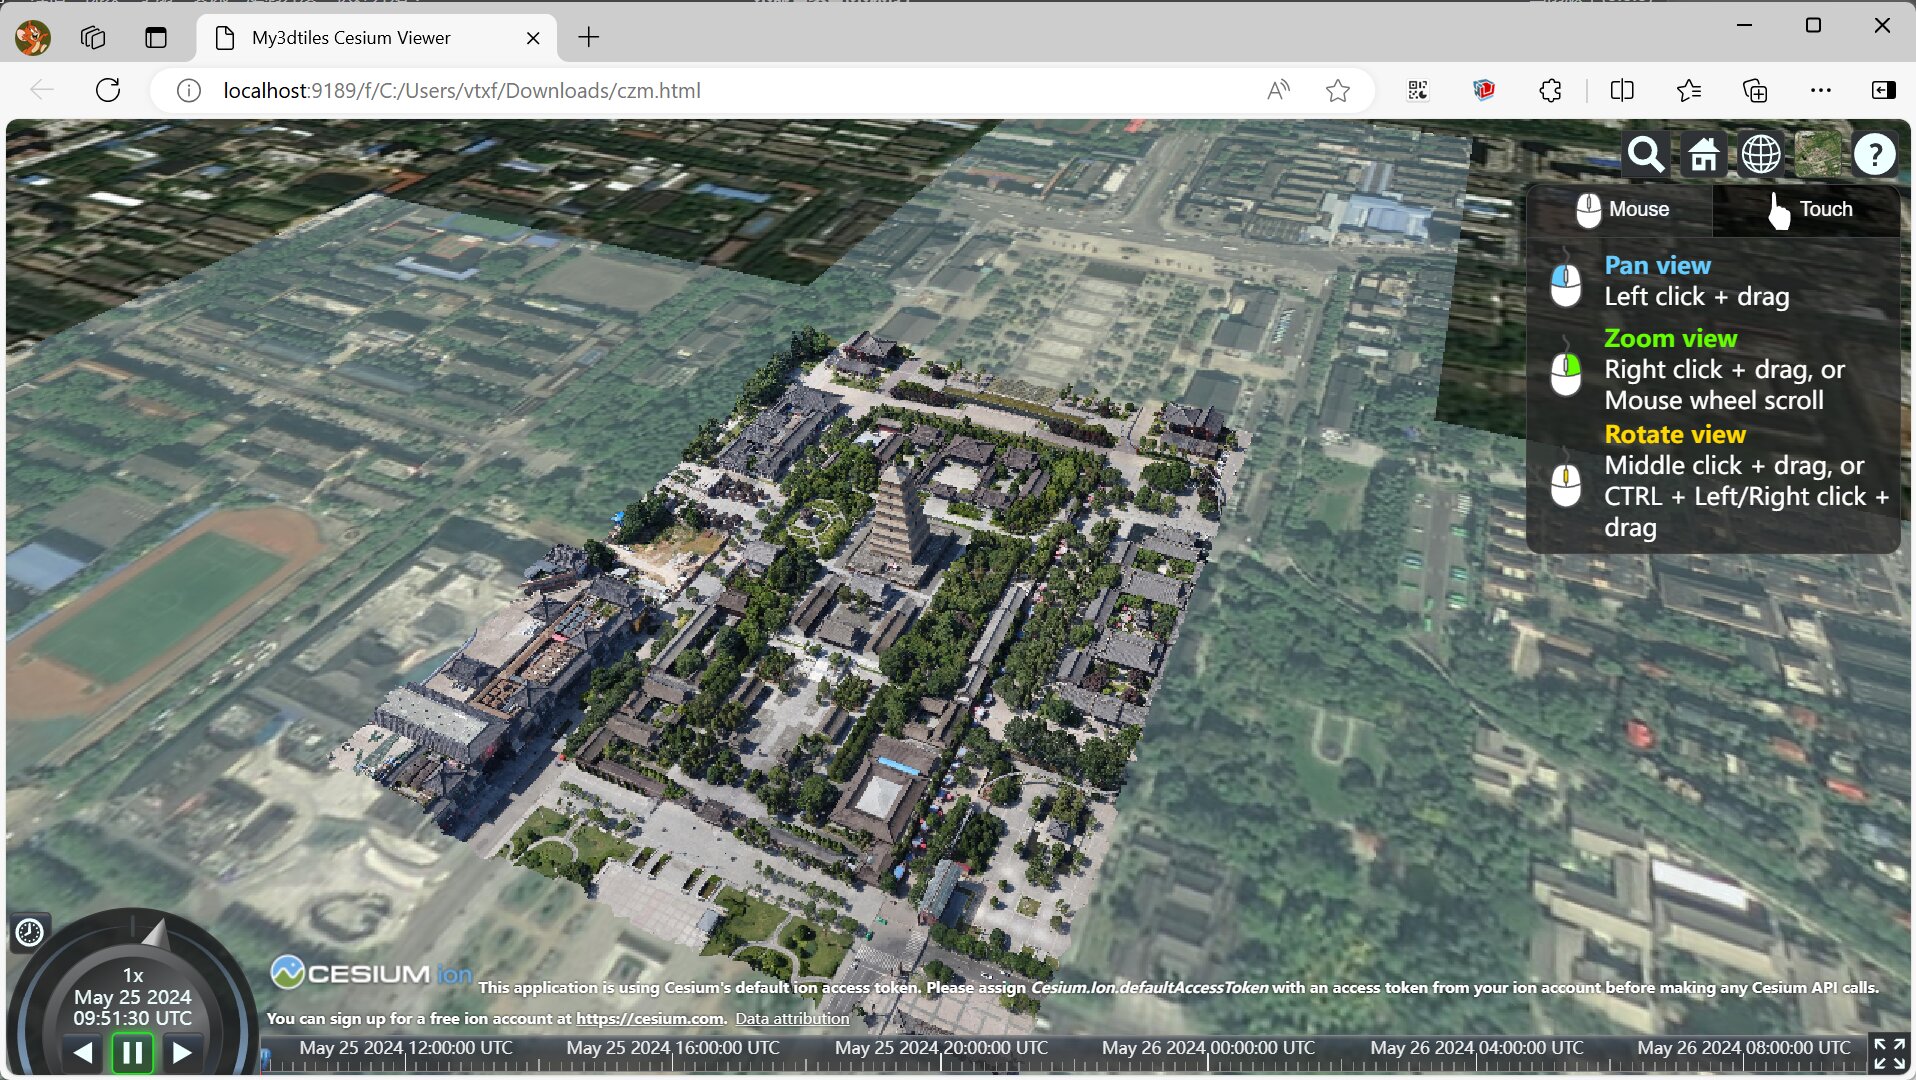 My3dtiles Cesium Viewer
localhost:9189/f/C:/Users/vtxf/Downloads/czm.html
Mouse
Touch
Pan view
Left click + drag
Zoom view
Right click + drag, or
Mouse wheel scroll
Rotate view
Middle click + drag, or
CTRL + Left/Right click +
drag
1x
May 25 2024
09:51:30 UTC
CESIUM ion
This application is using Cesium's default ion access token. Please assign Cesium.Ion.defaultAccessToken with an access token from your ion account before making any Cesium API calls.
You can sign up for a free ion account at https://cesium.com. Data attribution
May 25 2024 12:00:00 UTC
May 25 2024 16:00:00 UTC
May 25 2024 20:00:00 UTC
May 26 2024 00:00:00 UTC
May 26 2024 04:00:00 UTC
May 26 2024 08:00:00 UTC